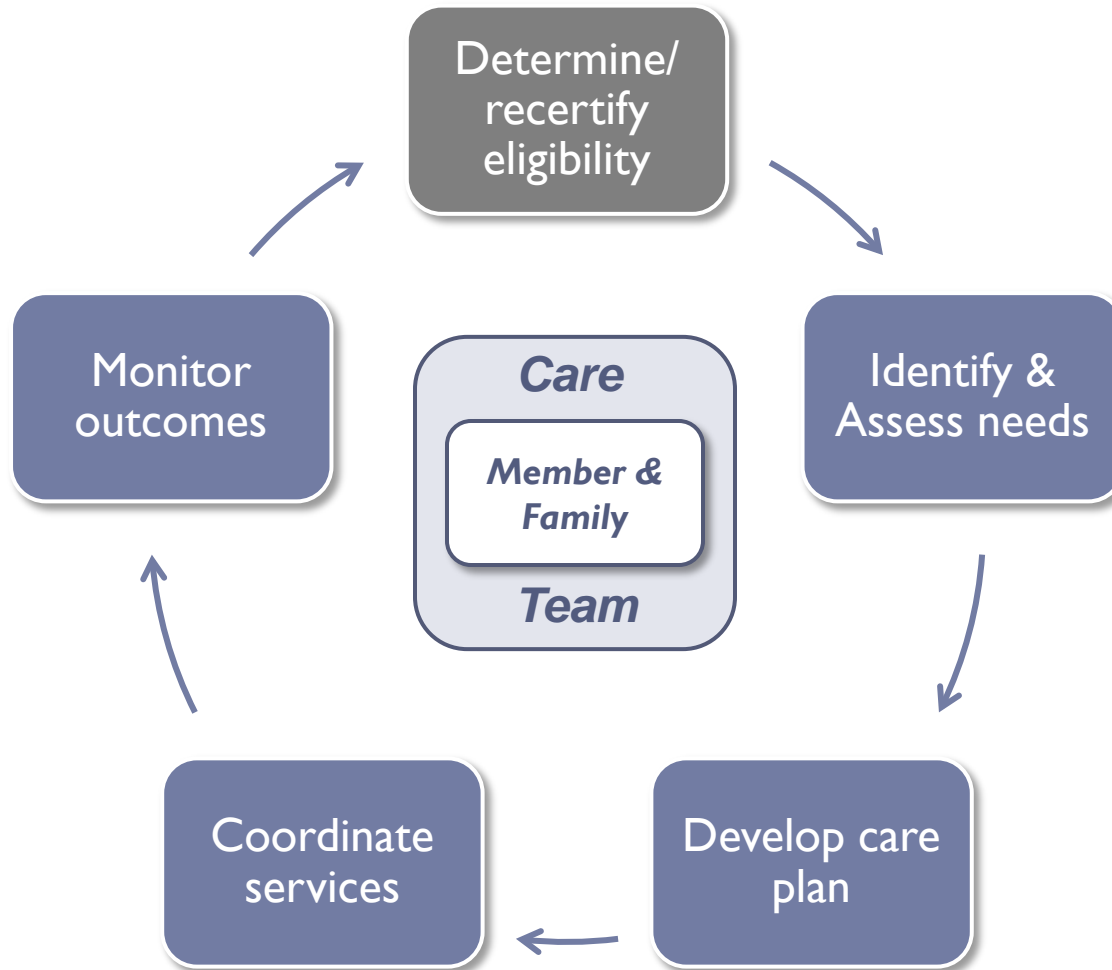 Determine/
recertify
eligibility
Identify &
Assess needs
Develop care
plan
Coordinate
services
Monitor
outcomes
Care
Member &
Family
Team